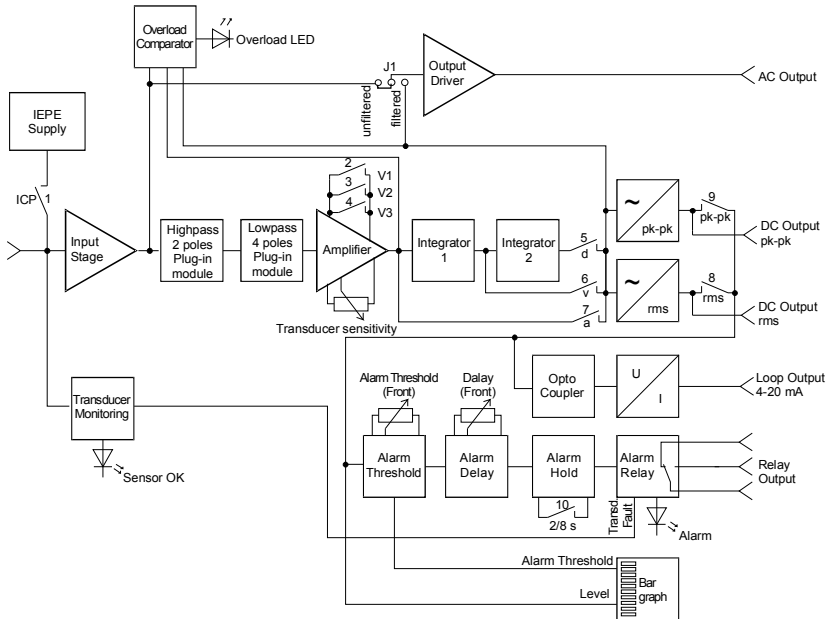 Overload
Comparator
Overload LED
J1
unfiltered
filtered
Output
Driver
AC Output
IEPE
Supply
ICP
1
Input
Stage
Highpass
2 poles
Plug-in
module
Lowpass
4 poles
Plug-in
module
2
V1
3
V2
4
V3
Amplifier
Transducer sensitivity
Integrator
1
Integrator
2
5
d
6
v
7
a
~
pk-pk
9
pk-pk
DC Output
pk-pk
~
rms
8
rms
DC Output
rms
Opto
Coupler
U
I
Loop Output
4-20 mA
Transducer
Monitoring
Sensor OK
Alarm Threshold
(Front)
Dalay
(Front)
Alarm
Threshold
Alarm
Delay
Alarm
Hold
10
2/8 s
Alarm
Relay
Relay
Output
Transd.
Fault
Alarm
Alarm Threshold
Level
Bar
graph